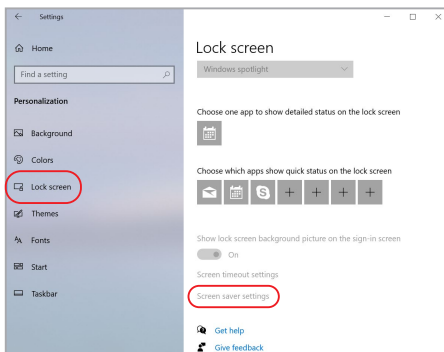 Settings
Home
Find a setting
Personalization
Background
Colors
Lock screen
Themes
Fonts
Start
Taskbar
Lock screen
Windows spotlight
Choose one app to show detailed status on the lock screen
Choose which apps show quick status on the lock screen
Show lock screen background picture on the sign-in screen
On
Screen timeout settings
Screen saver settings
Get help
Give feedback